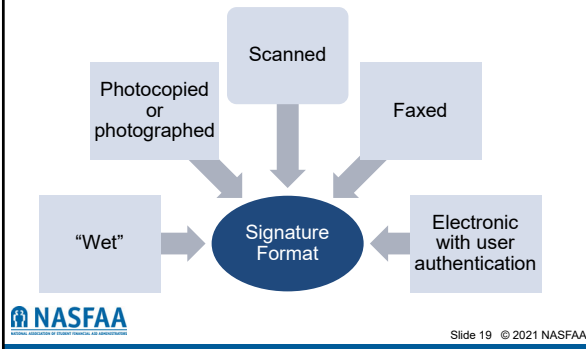 Scanned
Photocopied
or
photographed
Faxed
“Wet”
Signature
Format
Electronic
with user
authentication
NASFAA
NATIONAL ASSOCIATION OF STUDENT FINANCIAL AID ADMINISTRATORS
Slide 19 © 2021 NASFAA